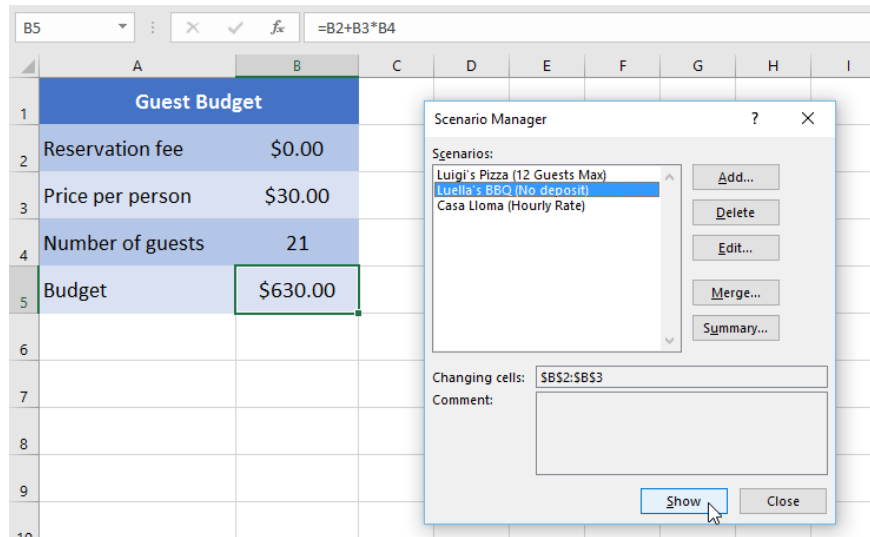 B5
fx
=B2+B3*B4
A B C D E F G H I
1 Guest Budget
2 Reservation fee $0.00
3 Price per person $30.00
4 Number of guests 21
5 Budget $630.00
6
7
8
9
10
Scenario Manager ?
Scenarios:
Luigi's Pizza (12 Guests Max)
Luella's BBQ (No deposit)
Casa Lloma (Hourly Rate)
Add...
Delete
Edit...
Merge...
Summary...
Changing cells: $B$2:$B$3
Comment:
Show Close